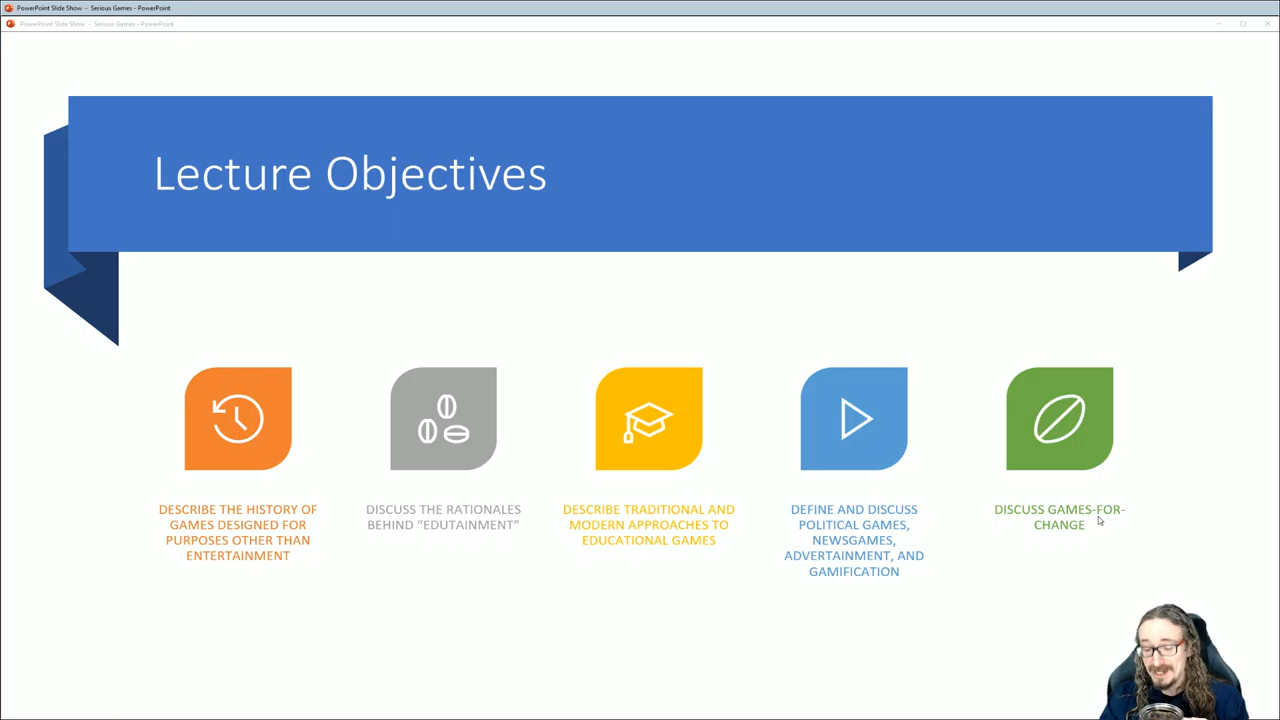 PowerPoint Slide Show - Serious Games - PowerPoint
PowerPoint Slide Show - Serious Games - PowerPoint
Lecture Objectives
DESCRIBE THE HISTORY OF
GAMES DESIGNED FOR
PURPOSES OTHER THAN
ENTERTAINMENT
DISCUSS THE RATIONALES
BEHIND “EDUTAINMENT”
DESCRIBE TRADITIONAL AND
MODERN APPROACHES TO
EDUCATIONAL GAMES
DEFINE AND DISCUSS
POLITICAL GAMES,
NEWSGAMES,
ADVERTAINMENT, AND
GAMIFICATION
DISCUSS GAMES-FOR-
CHANGE